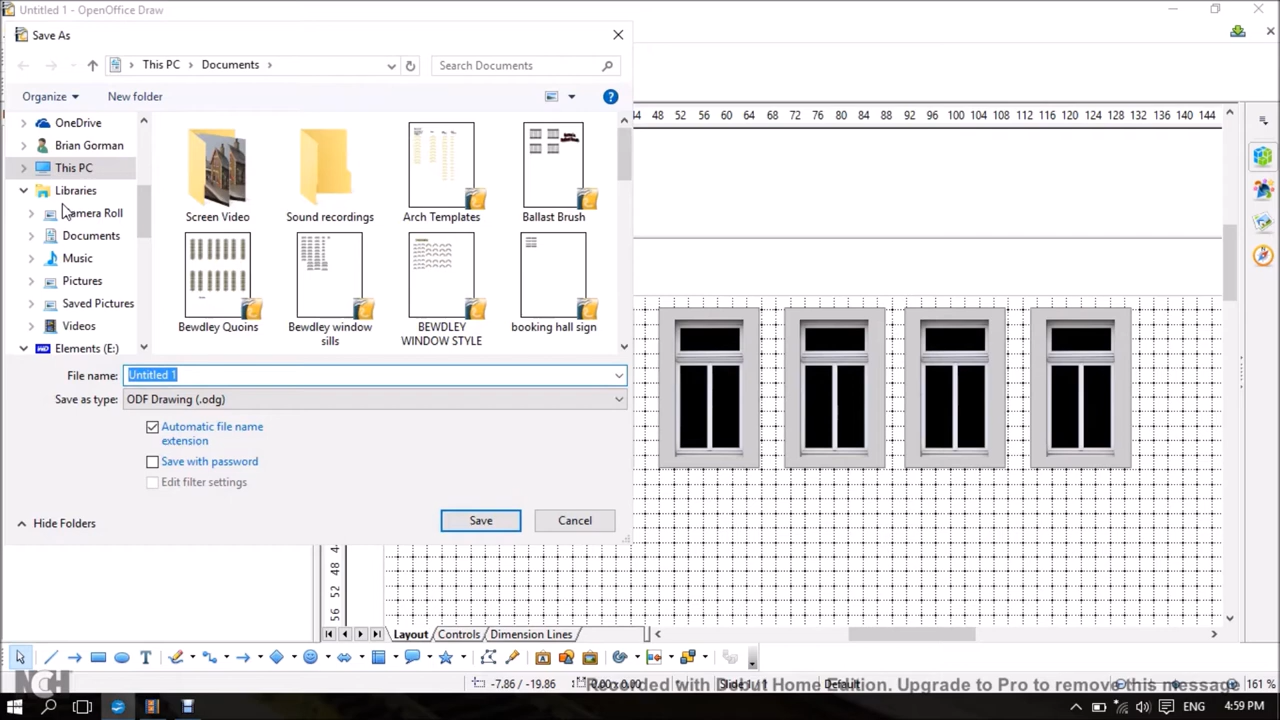 Untitled 1 - OpenOffice Draw
Save As
This PC
Documents
Search Documents
Organize
New folder
OneDrive
Brian Gorman
This PC
Libraries
Camera Roll
Documents
Music
Pictures
Saved Pictures
Videos
Elements (E:)
Screen Video
Sound recordings
Arch Templates
Ballast Brush
Bewdley Quoins
Bewdley window
sills
BEWDLEY
WINDOW STYLE
booking hall sign
File name:
Untitled 1
Save as type:
ODF Drawing (.odg)
Automatic file name
extension
Save with password
Edit filter settings
Hide Folders
Save
Cancel
48 52 56 60 64 68 72 76 80 84 88 92 96 100 104 108 112 116 120 124 128 132 136 140 144
48
52
56
Layout
Controls
Dimension Lines
-7.86 / -19.86
0.00 x 0.00
Slide 1 / 1
Default
161 %
Recorded with Debut Home Edition. Upgrade to Pro to remove this message
NCH
ENG
4:59 PM